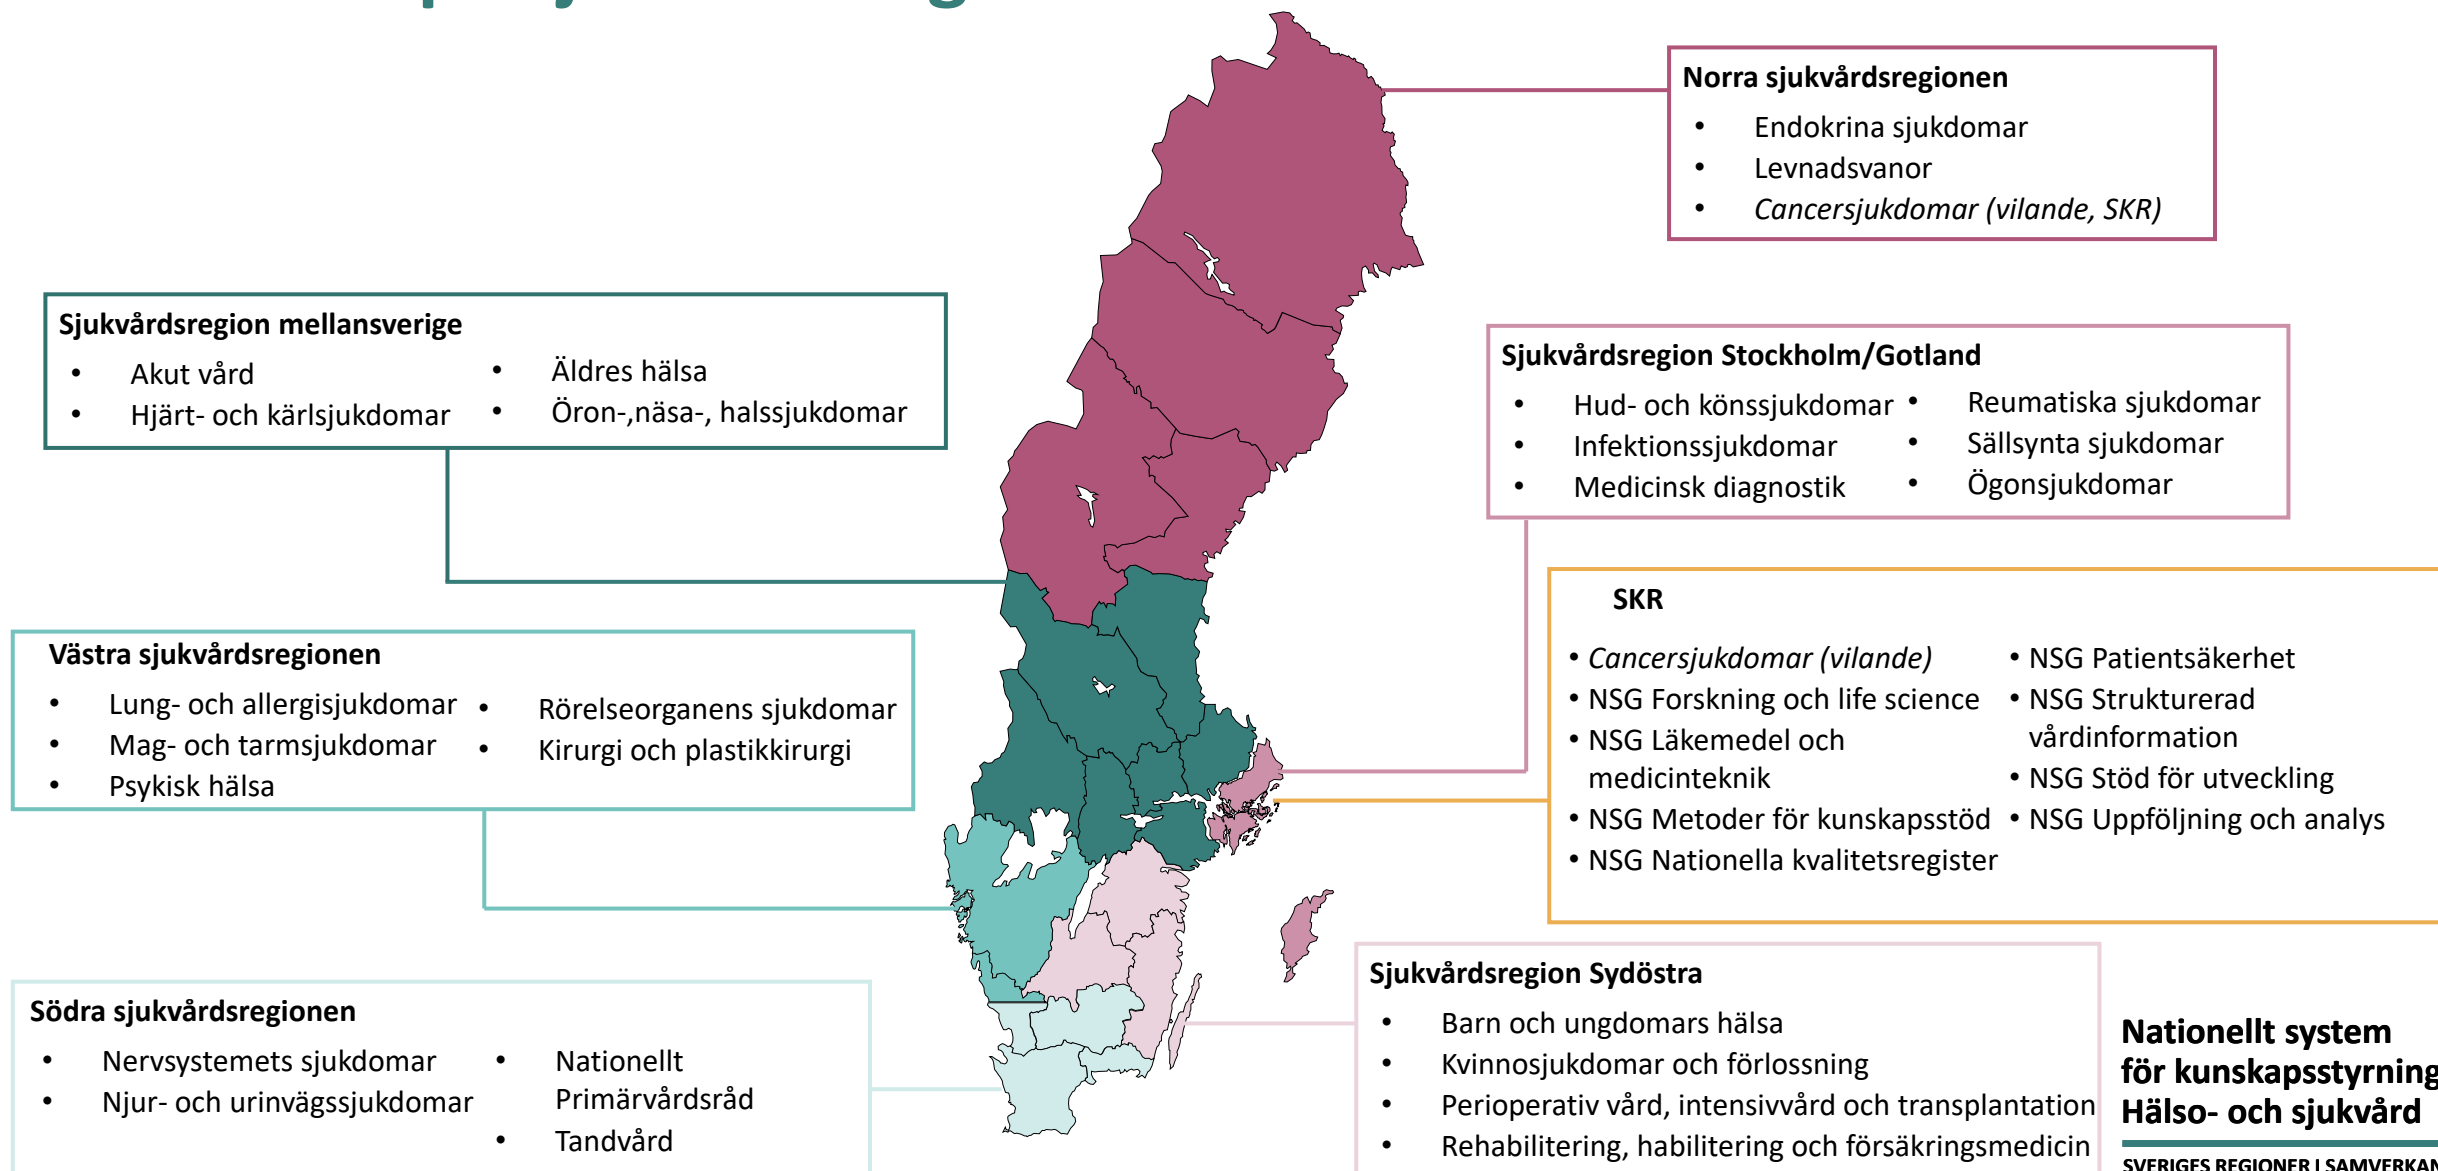 Norra sjukvårdsregionen
• Endokrina sjukdomar
• Levnadsvanor
• Cancersjukdomar (vilande, SKR)
Sjukvårdsregion mellansverige
• Akut vård
• Hjärt- och kärlsjukdomar
• Äldres hälsa
• Öron-,näsa-, halssjukdomar
Sjukvårdsregion Stockholm/Gotland
• Hud- och könssjukdomar
• Infektionssjukdomar
• Medicinsk diagnostik
• Reumatiska sjukdomar
• Sällsynta sjukdomar
• Ögonsjukdomar
SKR
• Cancersjukdomar (vilande)
• NSG Forskning och life science
• NSG Läkemedel och
medicinteknik
• NSG Metoder för kunskapsstöd
• NSG Nationella kvalitetsregister
• NSG Patientsäkerhet
• NSG Strukturerad
vårdinformation
• NSG Stöd för utveckling
• NSG Uppföljning och analys
Västra sjukvårdsregionen
• Lung- och allergisjukdomar
• Mag- och tarmsjukdomar
• Psykisk hälsa
• Rörelseorganens sjukdomar
• Kirurgi och plastikkirurgi
Södra sjukvårdsregionen
• Nervsystemets sjukdomar
• Njur- och urinvägssjukdomar
• Nationellt
Primärvårdsråd
• Tandvård
Sjukvårdsregion Sydöstra
• Barn och ungdomars hälsa
• Kvinnosjukdomar och förlossning
• Perioperativ vård, intensivvård och transplantation
• Rehabilitering, habilitering och försäkringsmedicin
Nationellt system
för kunskapsstyrning
Hälso- och sjukvård
SVERIGES REGIONER I SAMVERKAN